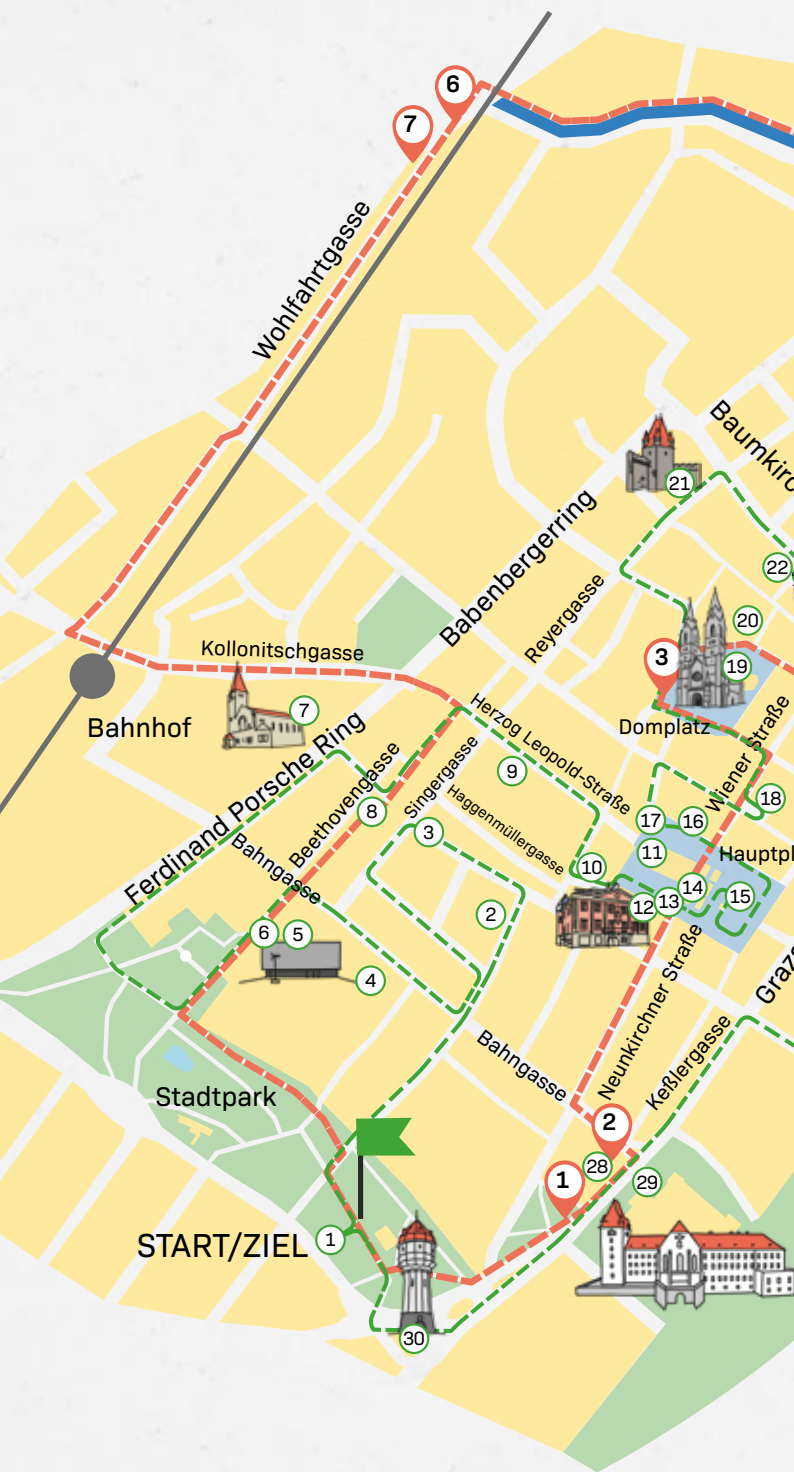 6
7
Wohlfahrtgasse
Baumkirc
21
Babenbergerring
22
Reyergasse
20
Kollonitschgasse
3
19
7
Bahnhof
Herzog Leopold-Straße
Domplatz
Wiener Straße
Ferdinand Porsche Ring
Beethovengasse
Singergasse
9
8
Haggenmüllergasse
18
17
16
3
Bahngasse
11
Hauptpl
10
14
15
12
13
2
6
5
4
Neunkirchner Straße
Graze
Bahngasse
Keßlergasse
Stadtpark
2
28
1
29
START/ZIEL
1
30